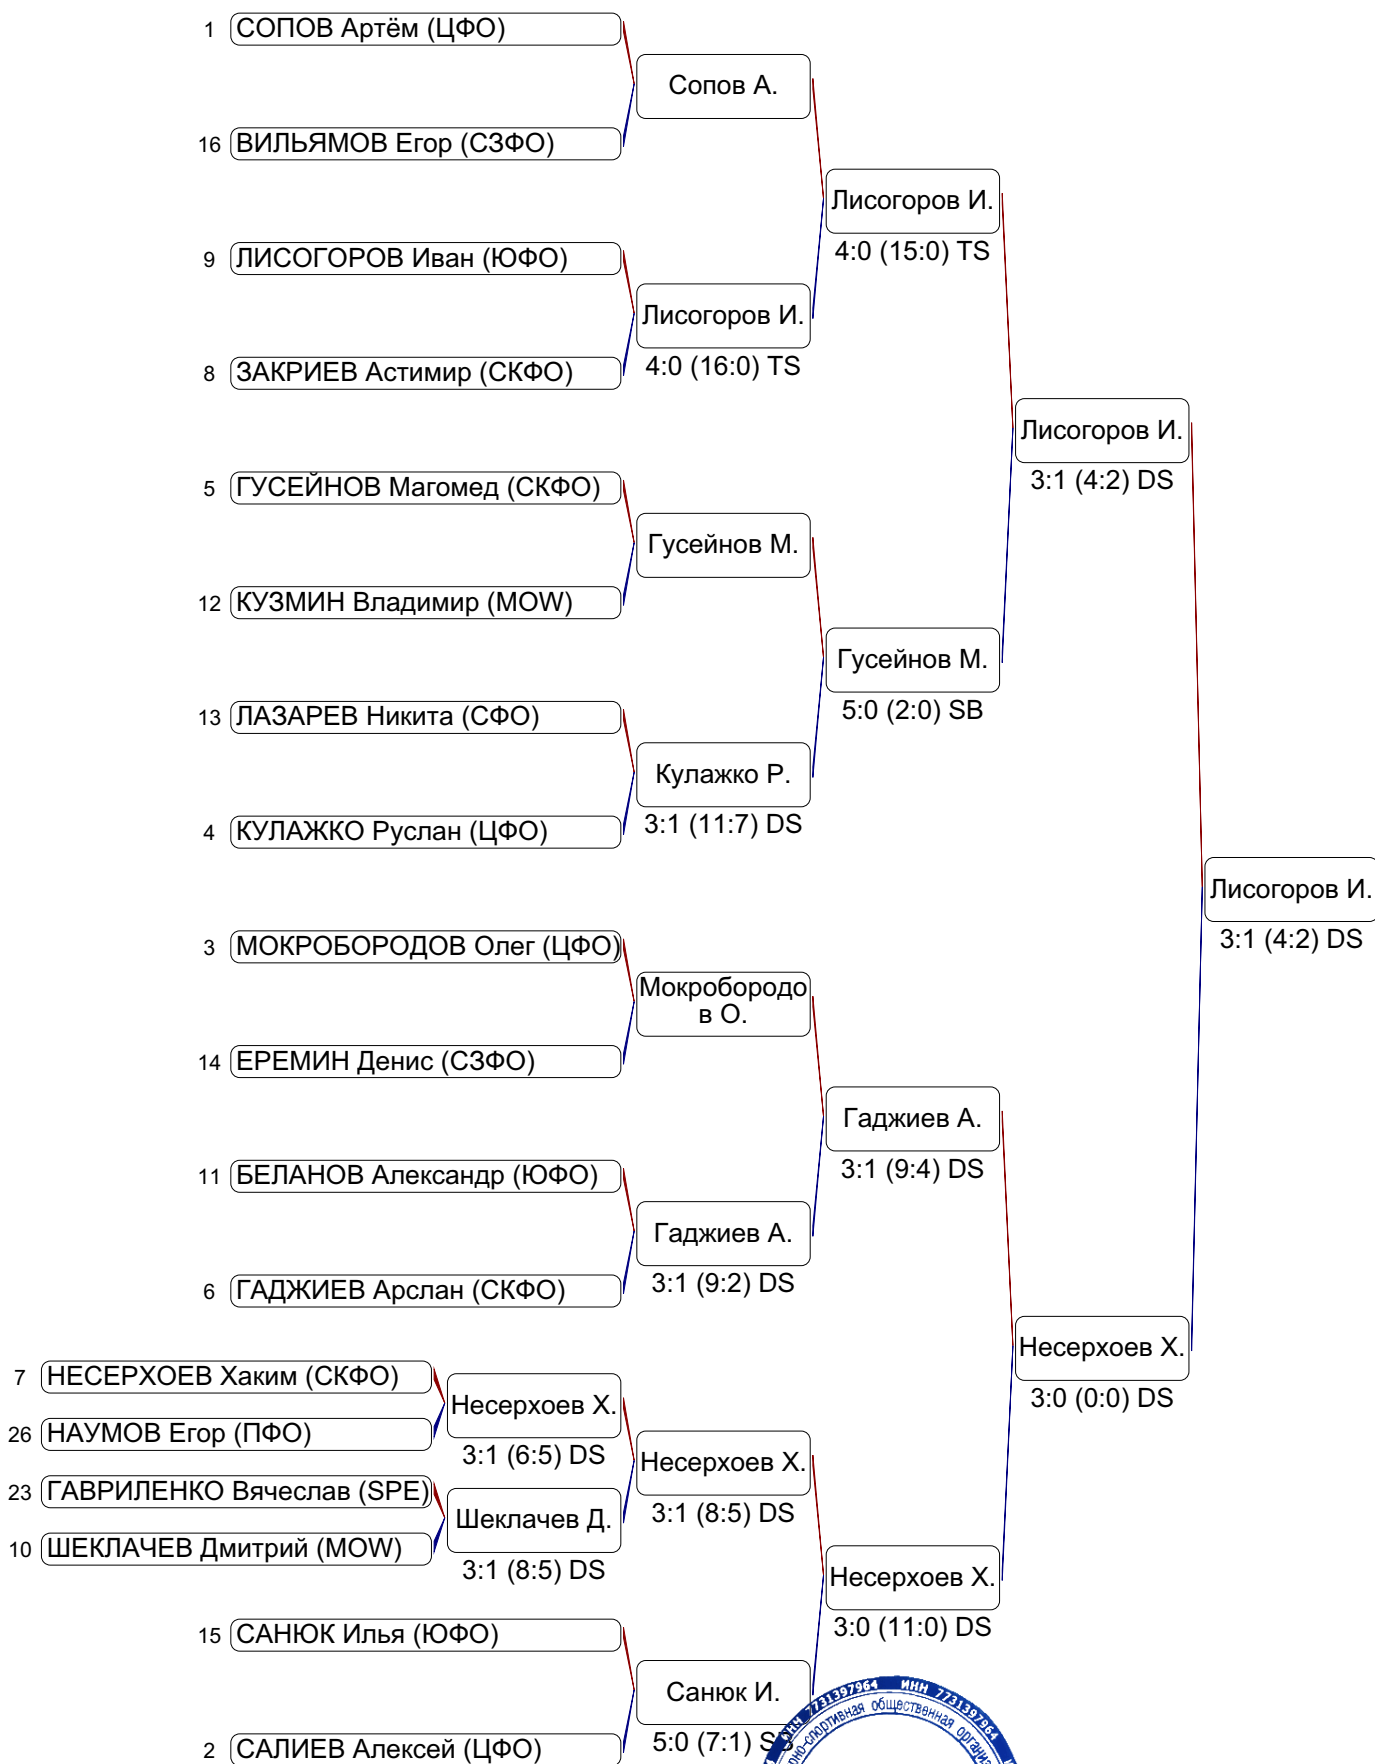 1 СОПОВ Артём (ЦФО)
Сопов А.
16 ВИЛЬЯМОВ Егор (СЗФО)
Лисогоров И.
4:0 (15:0) TS
9 ЛИСОГОРОВ Иван (ЮФО)
Лисогоров И.
4:0 (16:0) TS
8 ЗАКРИЕВ Астимир (СКФО)
Лисогоров И.
3:1 (4:2) DS
5 ГУСЕЙНОВ Магомед (СКФО)
Гусейнов М.
12 КУЗМИН Владимир (MOW)
Гусейнов М.
5:0 (2:0) SB
13 ЛАЗАРЕВ Никита (СФО)
Кулажко Р.
3:1 (11:7) DS
4 КУЛАЖКО Руслан (ЦФО)
Лисогоров И.
3:1 (4:2) DS
3 МОКРОБОРОДОВ Олег (ЦФО)
Мокробородо
в О.
14 ЕРЕМИН Денис (СЗФО)
Гаджиев А.
3:1 (9:4) DS
11 БЕЛАНОВ Александр (ЮФО)
Гаджиев А.
3:1 (9:2) DS
6 ГАДЖИЕВ Арслан (СКФО)
Несерхоев Х.
3:0 (0:0) DS
7 НЕСЕРХОЕВ Хаким (СКФО)
Несерхоев Х.
3:1 (6:5) DS
26 НАУМОВ Егор (ПФО)
Несерхоев Х.
3:1 (8:5) DS
23 ГАВРИЛЕНКО Вячеслав (SPE)
Шеклачев Д.
3:1 (8:5) DS
10 ШЕКЛАЧЕВ Дмитрий (MOW)
Несерхоев Х.
3:0 (11:0) DS
15 САНЮК Илья (ЮФО)
Санюк И.
5:0 (7:1)
2 САЛИЕВ Алексей (ЦФО)
7731397964 ИНН 7731397964
общественная